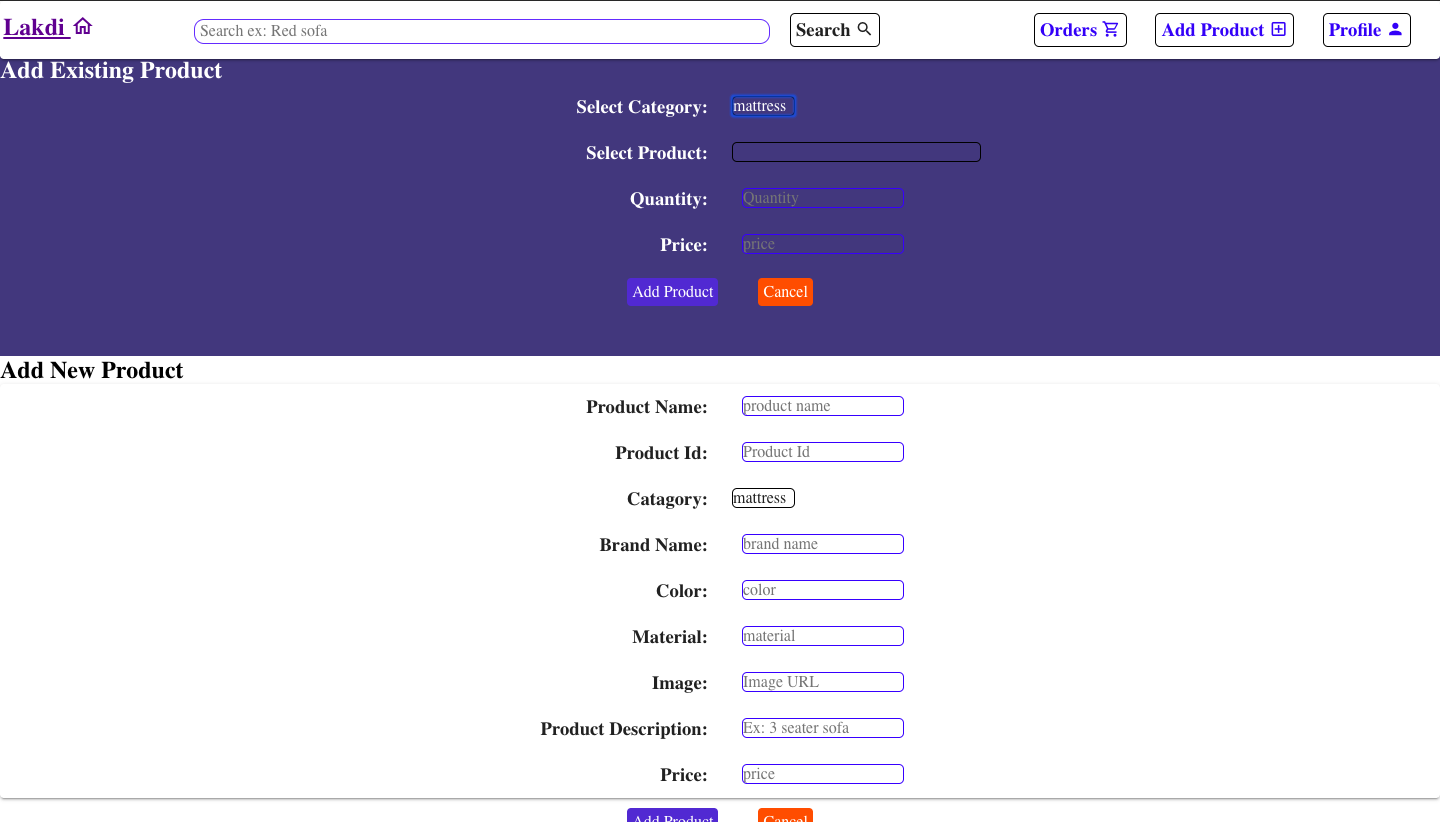 Lakdi
Search ex: Red sofa
Search
Orders
Add Product
Profile
Add Existing Product
Select Category: mattress
Select Product:
Quantity: Quantity
Price: price
Add Product Cancel
Add New Product
Product Name: product name
Product Id: Product Id
Catagory: mattress
Brand Name: brand name
Color: color
Material: material
Image: Image URL
Product Description: Ex: 3 seater sofa
Price: price
Add Product Cancel